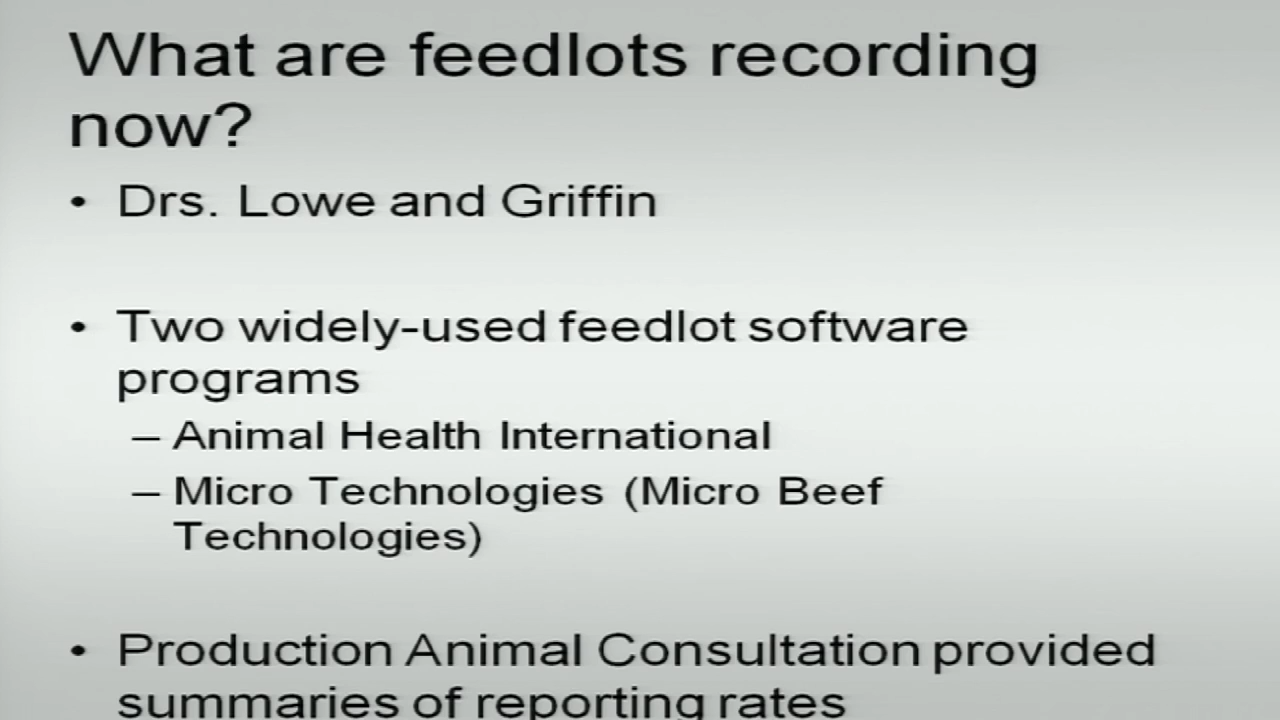 What are feedlots recording
now?
• Drs. Lowe and Griffin
• Two widely-used feedlot software
programs
– Animal Health International
– Micro Technologies (Micro Beef
Technologies)
• Production Animal Consultation provided
summaries of reporting rates